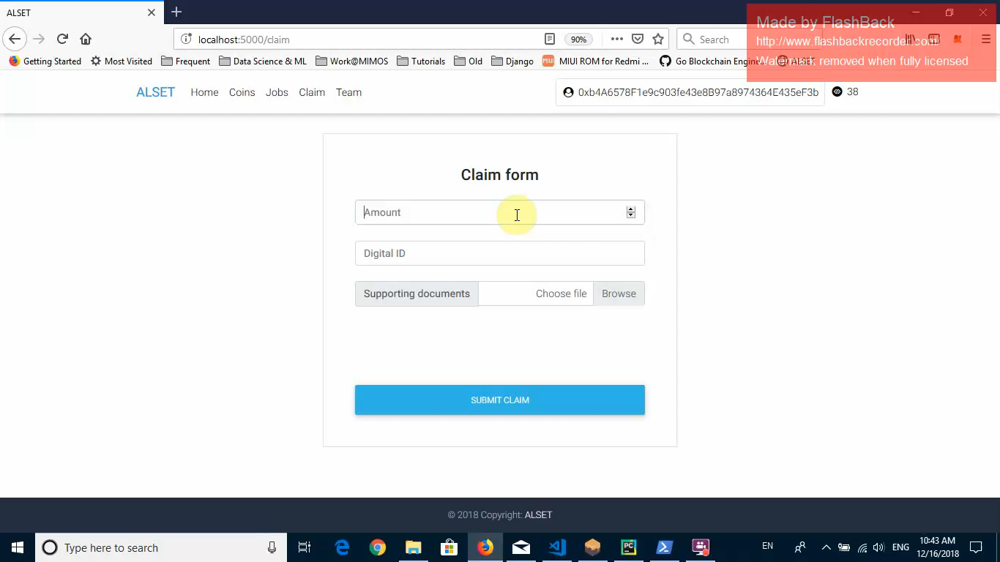 ALSET
Made by FlashBack
localhost:5000/claim
90%
Search
http://www.flashbackrecorder.com/
Getting Started
Most Visited
Frequent
Data Science & ML
Work@MIMOS
Tutorials
Old
Django
MIUI ROM for Redmi ...
Go Blockchain Engine
Watermark removed when fully licensed
ALSET Home Coins Jobs Claim Team
0xb4A6578F1e9c903fe43e8B97a8974364E435eF3b
38
Claim form
Amount
Digital ID
Supporting documents Choose file Browse
SUBMIT CLAIM
© 2018 Copyright: ALSET
Type here to search
EN
ENG
10:43 AM
12/16/2018